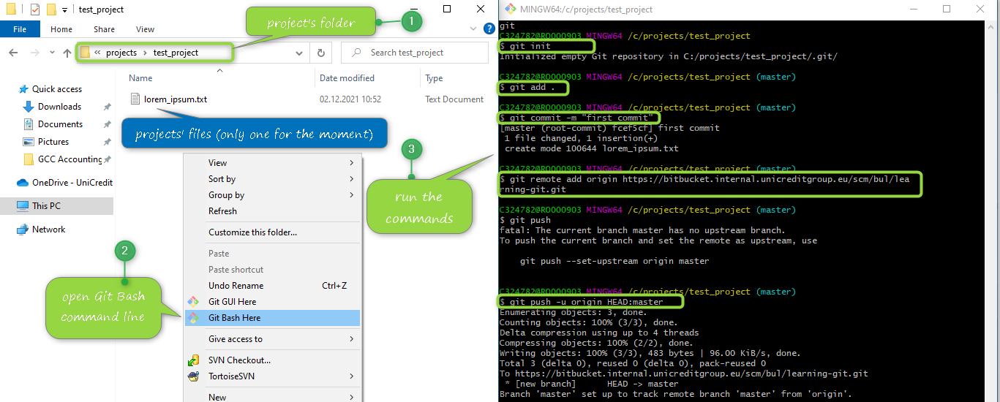 test_project
File
Home
Share
View
projects
test_project
Search test_project
project's folder
1
Name
Date modified
Type
lorem_ipsum.txt
02.12.2021 10:52
Text Document
projects' files (only one for the moment)
Quick access
Downloads
Documents
Pictures
GCC Accounting
OneDrive - UniCredit
This PC
Network
2
open Git Bash
command line
View
Sort by
Group by
Refresh
Customize this folder...
Paste
Paste shortcut
Undo Rename Ctrl+Z
Git GUI Here
Git Bash Here
Give access to
SVN Checkout...
TortoiseSVN
New
3
run the
commands
MINGW64:/c/projects/test_project
git
C324782@RO000903 MINGW64 /c/projects/test_project
$ git init
Initialized empty Git repository in C:/projects/test_project/.git/
C324782@RO000903 MINGW64 /c/projects/test_project (master)
$ git add .
C324782@RO000903 MINGW64 /c/projects/test_project (master)
$ git commit -m "first commit"
[master (root-commit) fcef5cf] first commit
1 file changed, 1 insertion(+)
create mode 100644 lorem_ipsum.txt
C324782@RO000903 MINGW64 /c/projects/test_project (master)
$ git remote add origin https://bitbucket.internal.unicreditgroup.eu/scm/bul/lea
rning-git.git
C324782@RO000903 MINGW64 /c/projects/test_project (master)
$ git push
fatal: The current branch master has no upstream branch.
To push the current branch and set the remote as upstream, use
git push --set-upstream origin master
C324782@RO000903 MINGW64 /c/projects/test_project (master)
$ git push -u origin HEAD:master
Enumerating objects: 3, done.
Counting objects: 100% (3/3), done.
Delta compression using up to 4 threads
Compressing objects: 100% (2/2), done.
Writing objects: 100% (3/3), 483 bytes | 96.00 KiB/s, done.
Total 3 (delta 0), reused 0 (delta 0), pack-reused 0
To https://bitbucket.internal.unicreditgroup.eu/scm/bul/learning-git.git
* [new branch] HEAD -> master
Branch 'master' set up to track remote branch 'master' from 'origin'.